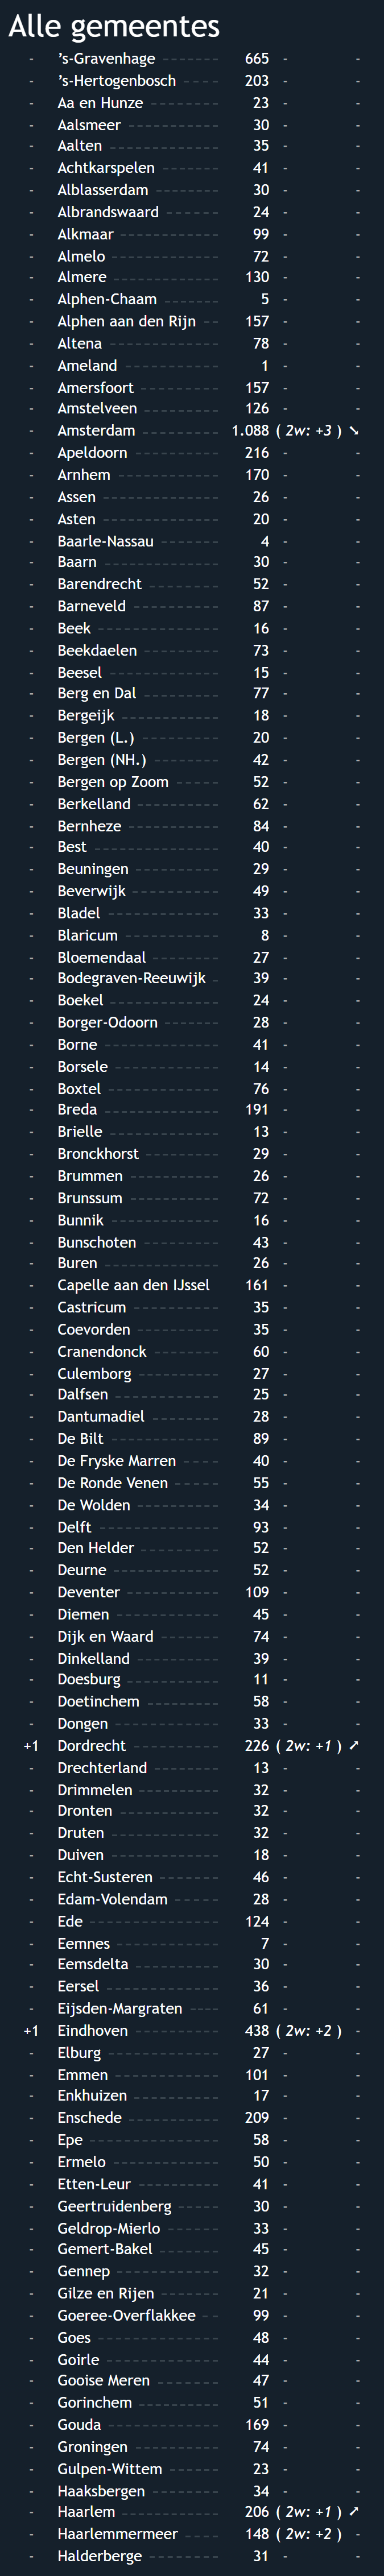 Alle gemeentes
- 's-Gravenhage 665 - -
- 's-Hertogenbosch 203 - -
- Aa en Hunze 23 - -
- Aalsmeer 30 - -
- Aalten 35 - -
- Achtkarspelen 41 - -
- Alblasserdam 30 - -
- Albrandswaard 24 - -
- Alkmaar 99 - -
- Almelo 72 - -
- Almere 130 - -
- Alphen-Chaam 5 - -
- Alphen aan den Rijn 157 - -
- Altena 78 - -
- Ameland 1 - -
- Amersfoort 157 - -
- Amstelveen 126 - -
- Amsterdam 1.088 ( 2w: +3 ) ➘
- Apeldoorn 216 - -
- Arnhem 170 - -
- Assen 26 - -
- Asten 20 - -
- Baarle-Nassau 4 - -
- Baarn 30 - -
- Barendrecht 52 - -
- Barneveld 87 - -
- Beek 16 - -
- Beekdaelen 73 - -
- Beesel 15 - -
- Berg en Dal 77 - -
- Bergeijk 18 - -
- Bergen (L.) 20 - -
- Bergen (NH.) 42 - -
- Bergen op Zoom 52 - -
- Berkelland 62 - -
- Bernheze 84 - -
- Best 40 - -
- Beuningen 29 - -
- Beverwijk 49 - -
- Bladel 33 - -
- Blaricum 8 - -
- Bloemendaal 27 - -
- Bodegraven-Reeuwijk 39 - -
- Boekel 24 - -
- Borger-Odoorn 28 - -
- Borne 41 - -
- Borsele 14 - -
- Boxtel 76 - -
- Breda 191 - -
- Brielle 13 - -
- Bronckhorst 29 - -
- Brummen 26 - -
- Brunssum 72 - -
- Bunnik 16 - -
- Bunschoten 43 - -
- Buren 26 - -
- Capelle aan den IJssel 161 - -
- Castricum 35 - -
- Coevorden 35 - -
- Cranendonck 60 - -
- Culemborg 27 - -
- Dalfsen 25 - -
- Dantumadiel 28 - -
- De Bilt 89 - -
- De Fryske Marren 40 - -
- De Ronde Venen 55 - -
- De Wolden 34 - -
- Delft 93 - -
- Den Helder 52 - -
- Deurne 52 - -
- Deventer 109 - -
- Diemen 45 - -
- Dijk en Waard 74 - -
- Dinkelland 39 - -
- Doesburg 11 - -
- Doetinchem 58 - -
- Dongen 33 - -
+1 Dordrecht 226 ( 2w: +1 ) ➚
- Drechterland 13 - -
- Drimmelen 32 - -
- Dronten 32 - -
- Druten 32 - -
- Duiven 18 - -
- Echt-Susteren 46 - -
- Edam-Volendam 28 - -
- Ede 124 - -
- Eemnes 7 - -
- Eemsdelta 30 - -
- Eersel 36 - -
- Eijsden-Margraten 61 - -
+1 Eindhoven 438 ( 2w: +2 ) -
- Elburg 27 - -
- Emmen 101 - -
- Enkhuizen 17 - -
- Enschede 209 - -
- Epe 58 - -
- Ermelo 50 - -
- Etten-Leur 41 - -
- Geertruidenberg 30 - -
- Geldrop-Mierlo 33 - -
- Gemert-Bakel 45 - -
- Gennep 32 - -
- Gilze en Rijen 21 - -
- Goeree-Overflakkee 99 - -
- Goes 48 - -
- Goirle 44 - -
- Gooise Meren 47 - -
- Gorinchem 51 - -
- Gouda 169 - -
- Groningen 74 - -
- Gulpen-Wittem 23 - -
- Haaksbergen 34 - -
- Haarlem 206 ( 2w: +1 ) ➚
- Haarlemmermeer 148 ( 2w: +2 ) -
- Halderberge 31 - -